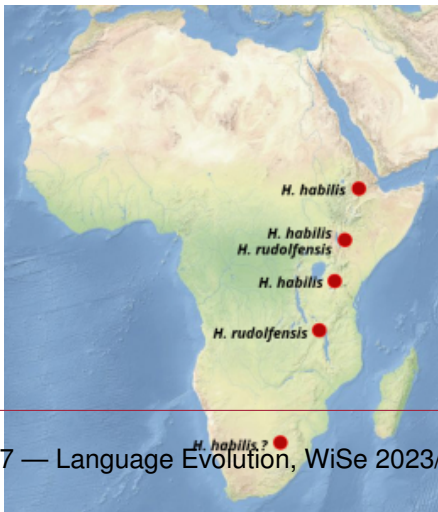 H. habilis
H. habilis
H. rudolfensis
H. habilis
H. rudolfensis
H. habilis ?
7 — Language Evolution, WiSe 2023/